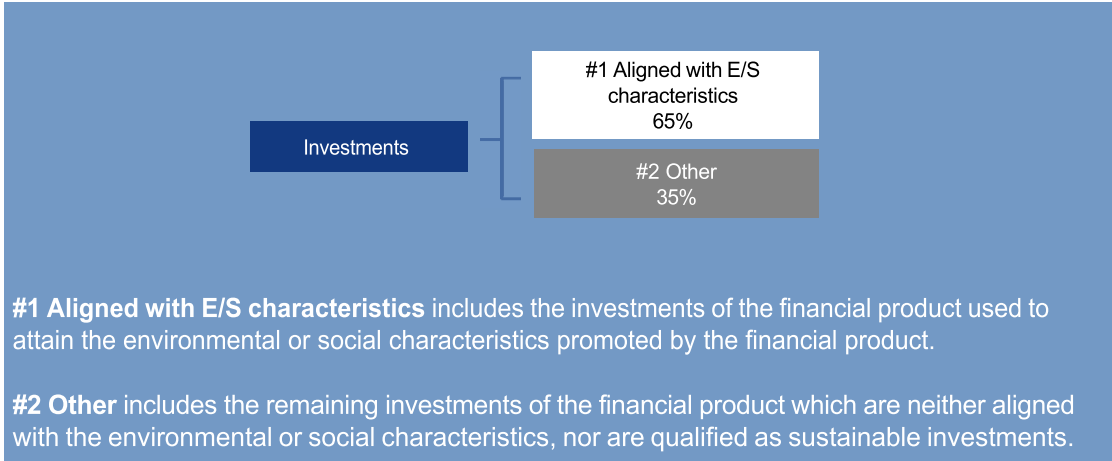 #1 Aligned with E/S
characteristics
65%
Investments
#2 Other
35%
#1 Aligned with E/S characteristics includes the investments of the financial product used to
attain the environmental or social characteristics promoted by the financial product.
#2 Other includes the remaining investments of the financial product which are neither aligned
with the environmental or social characteristics, nor are qualified as sustainable investments.